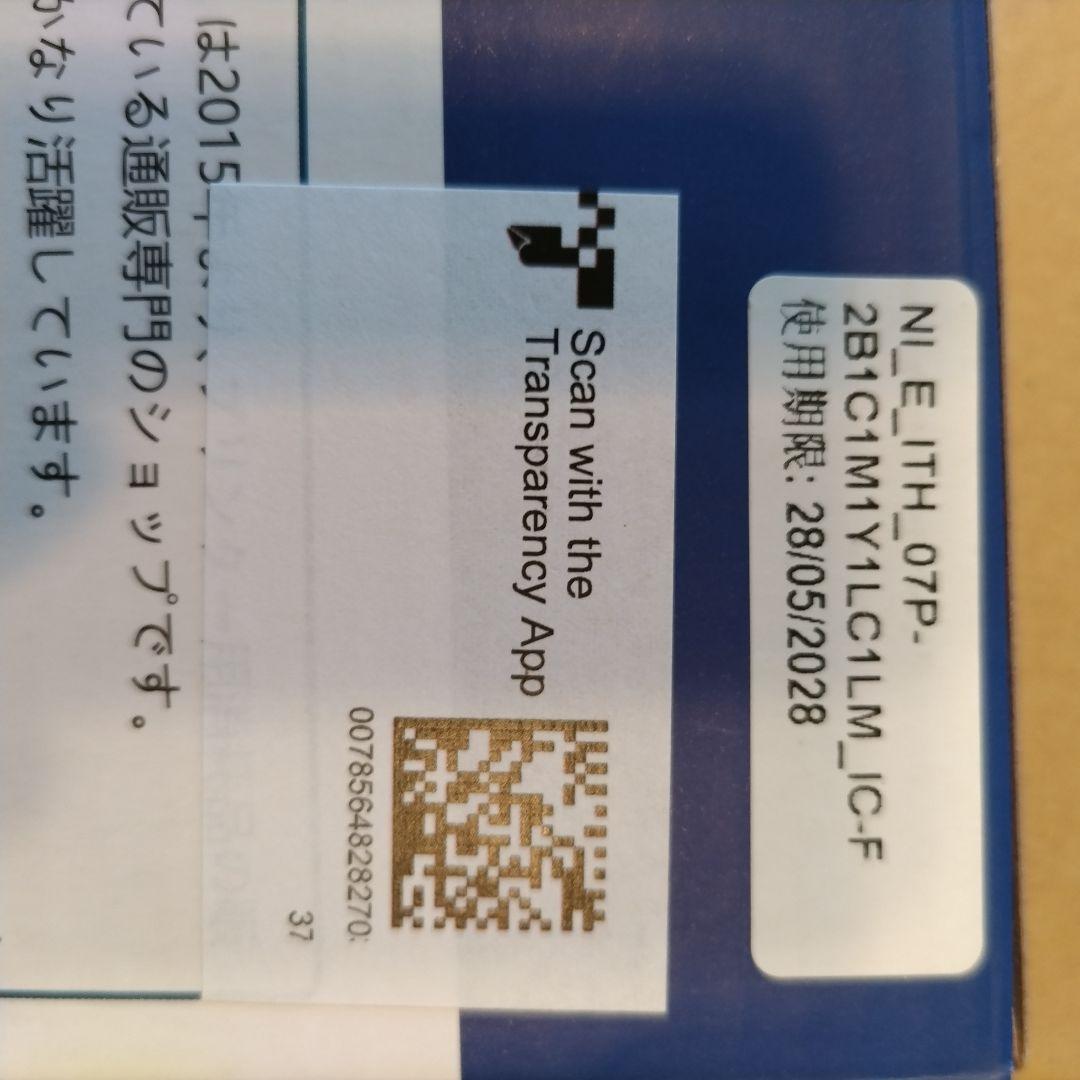 NI_E_ITH_07P-
2B1C1M1Y1LC1LM_IC-F
使用期限: 28/05/2028
Scan with the
Transparency App
0078564828270
37
は2015年
ている通販専門のショップです。
かなり活躍しています。